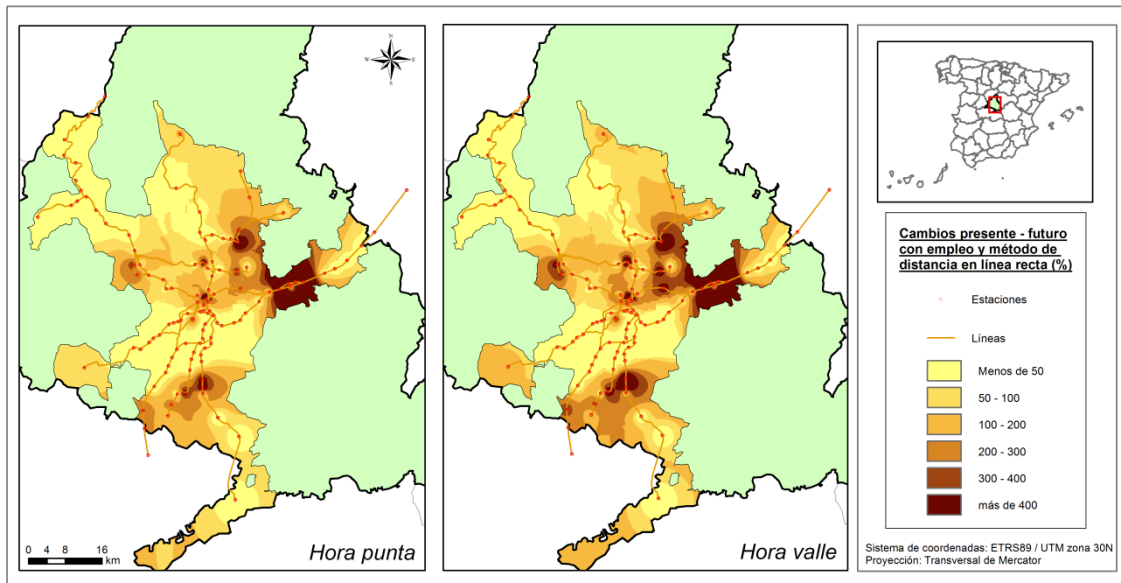 N
W
E
S
0 4 8 16
km
Hora punta
Hora valle
Cambios presente - futuro
con empleo y método de
distancia en línea recta (%)
Estaciones
Líneas
Menos de 50
50 - 100
100 - 200
200 - 300
300 - 400
más de 400
Sistema de coordenadas: ETRS89 / UTM zona 30N
Proyección: Transversal de Mercator